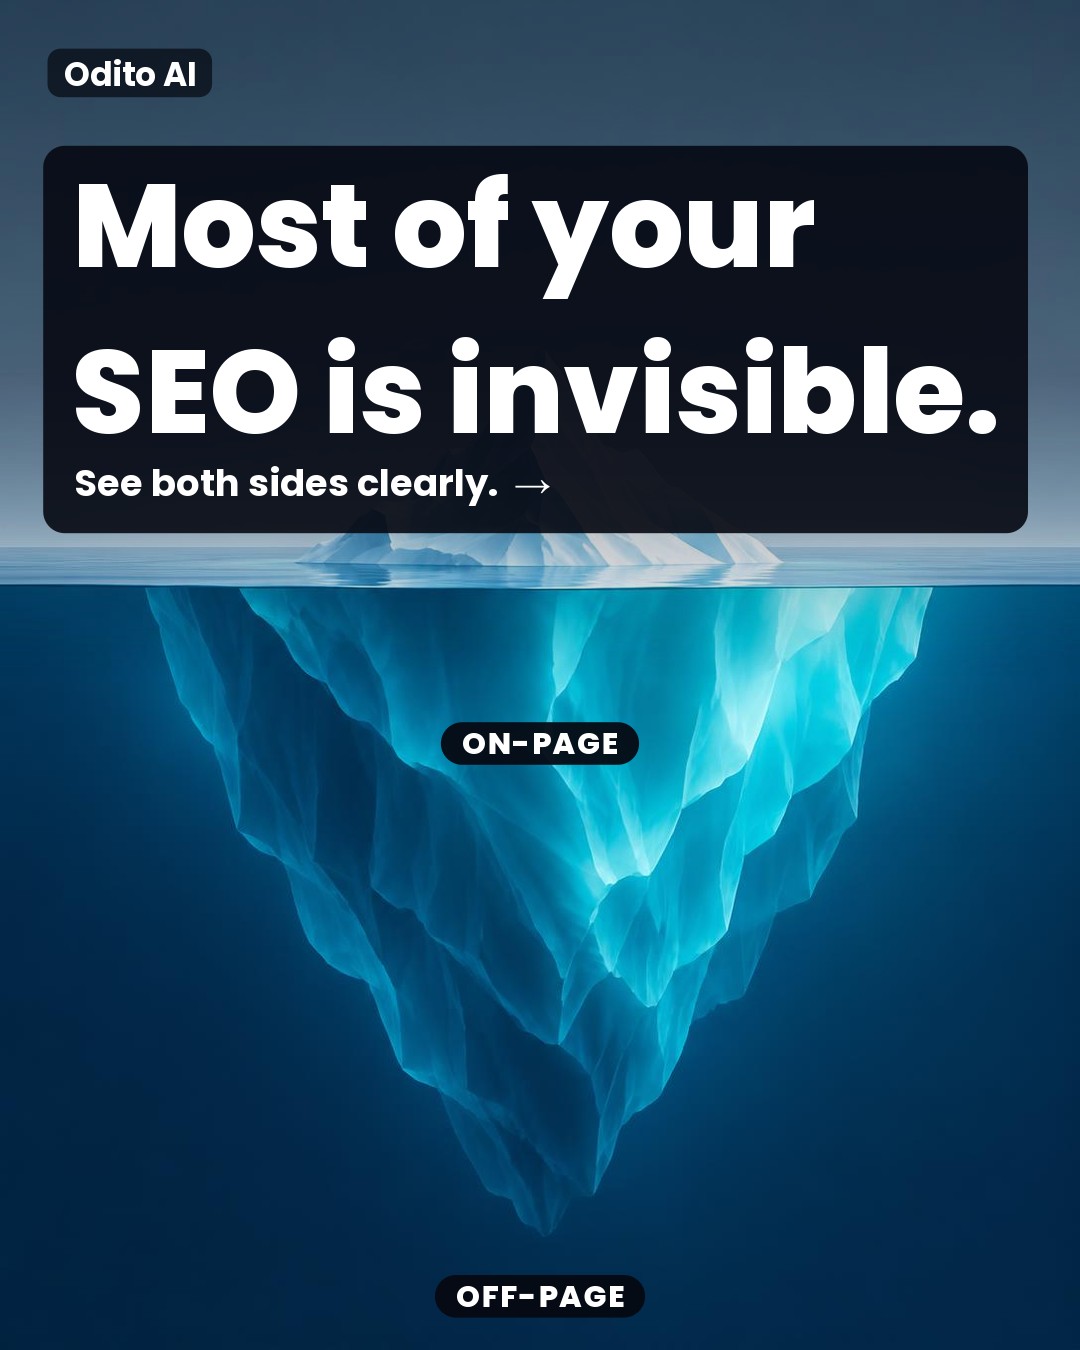 Odito AI
Most of your
SEO is invisible.
See both sides clearly. →
ON-PAGE
OFF-PAGE